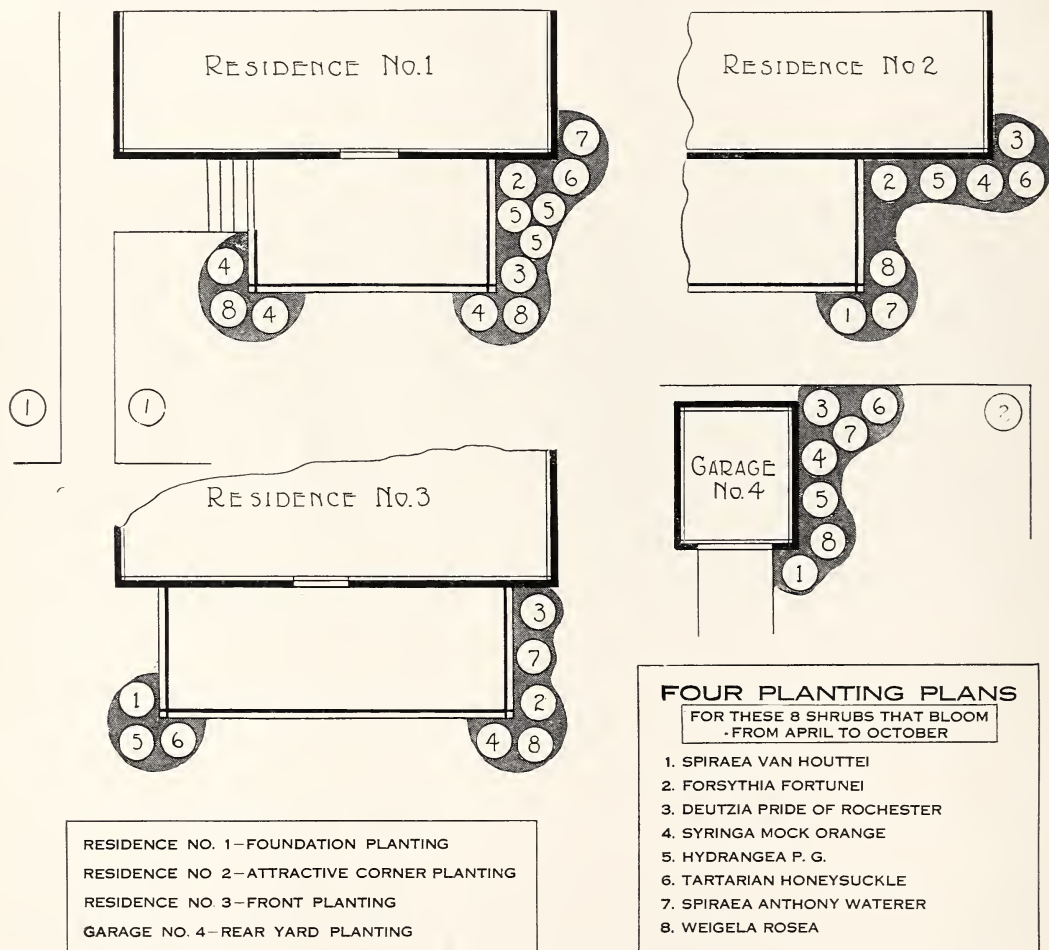 RESIDENCE No.1
RESIDENCE No 2
7
2
6
5
5
5
3
4
8
4
8
4
3
2
5
4
6
8
1
7
1
1
RESIDENCE No.3
3
7
2
4
8
1
5
6
GARAGE
No.4
3
6
7
4
5
8
1
2
FOUR PLANTING PLANS
FOR THESE 8 SHRUBS THAT BLOOM
-FROM APRIL TO OCTOBER
1. SPIRAEA VAN HOUTTEI
2. FORSYTHIA FORTUNEI
3. DEUTZIA PRIDE OF ROCHESTER
4. SYRINGA MOCK ORANGE
5. HYDRANGEA P. G.
6. TARTARIAN HONEYSUCKLE
7. SPIRAEA ANTHONY WATERER
8. WEIGELA ROSEA
RESIDENCE NO. 1–FOUNDATION PLANTING
RESIDENCE NO 2–ATTRACTIVE CORNER PLANTING
RESIDENCE NO. 3–FRONT PLANTING
GARAGE NO. 4–REAR YARD PLANTING